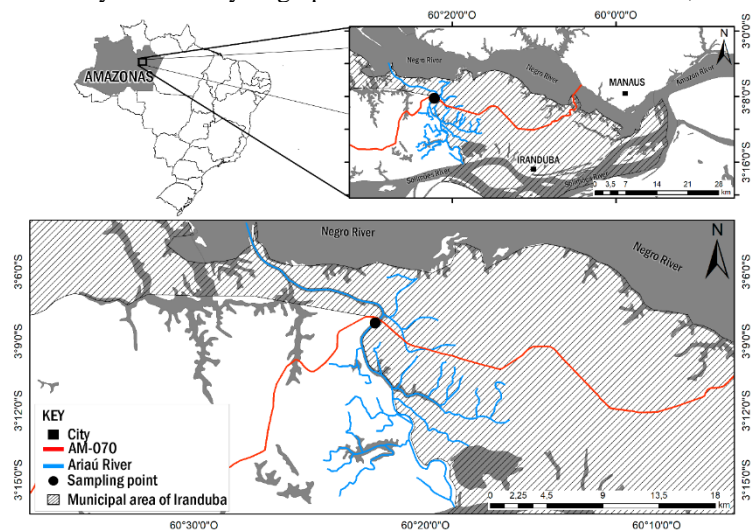 60°20'0"O
60°0'0"O
AMAZONAS
Negro River
Negro River
MANAUS
Amazon River
IRANDUBA
Solimões River
Solimões River
N
3°0'0"S
3°8'0"S
3°16'0"S
0 3.5 7 14 21 28
km
Negro River
Negro River
N
3°6'0"S
3°9'0"S
3°12'0"S
3°15'0"S
3°6'0"S
3°9'0"S
3°12'0"S
3°15'0"S
KEY
City
AM-070
Ariaú River
Sampling point
Municipal area of Iranduba
0 2.25 4.5 9 13.5 18
km
60°30'0"O
60°20'0"O
60°10'0"O